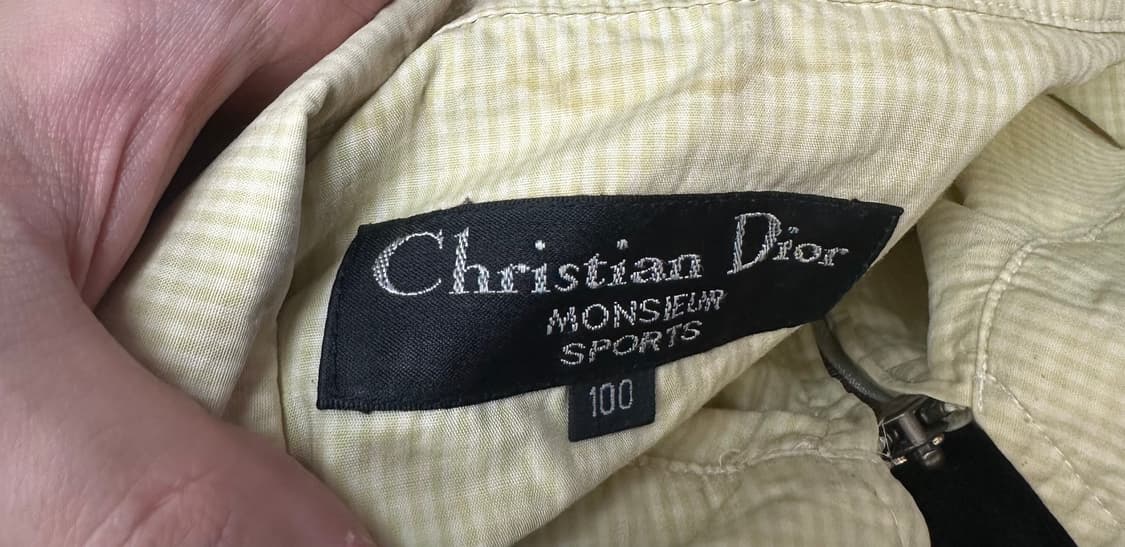 Christian Dior
MONSIEUR
SPORTS
100